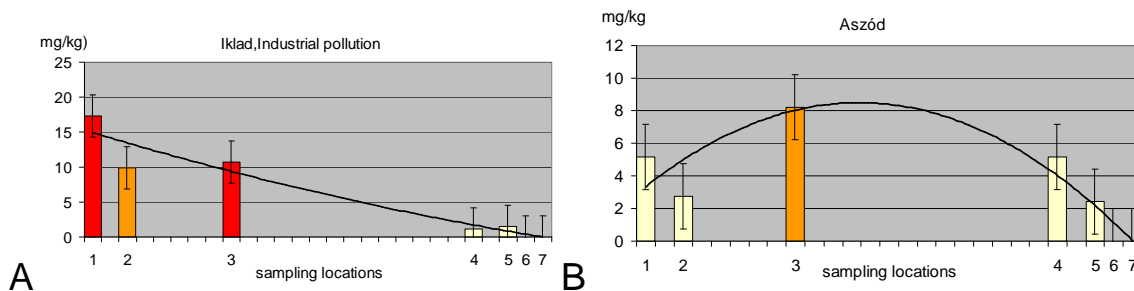 mg/kg)
Iklad,Industrial pollution
25
20
15
10
5
0
1 2 3 4 5 6 7
sampling locations
A
mg/kg
Aszód
12
10
8
6
4
2
0
1 2 3 4 5 6 7
sampling locations
B